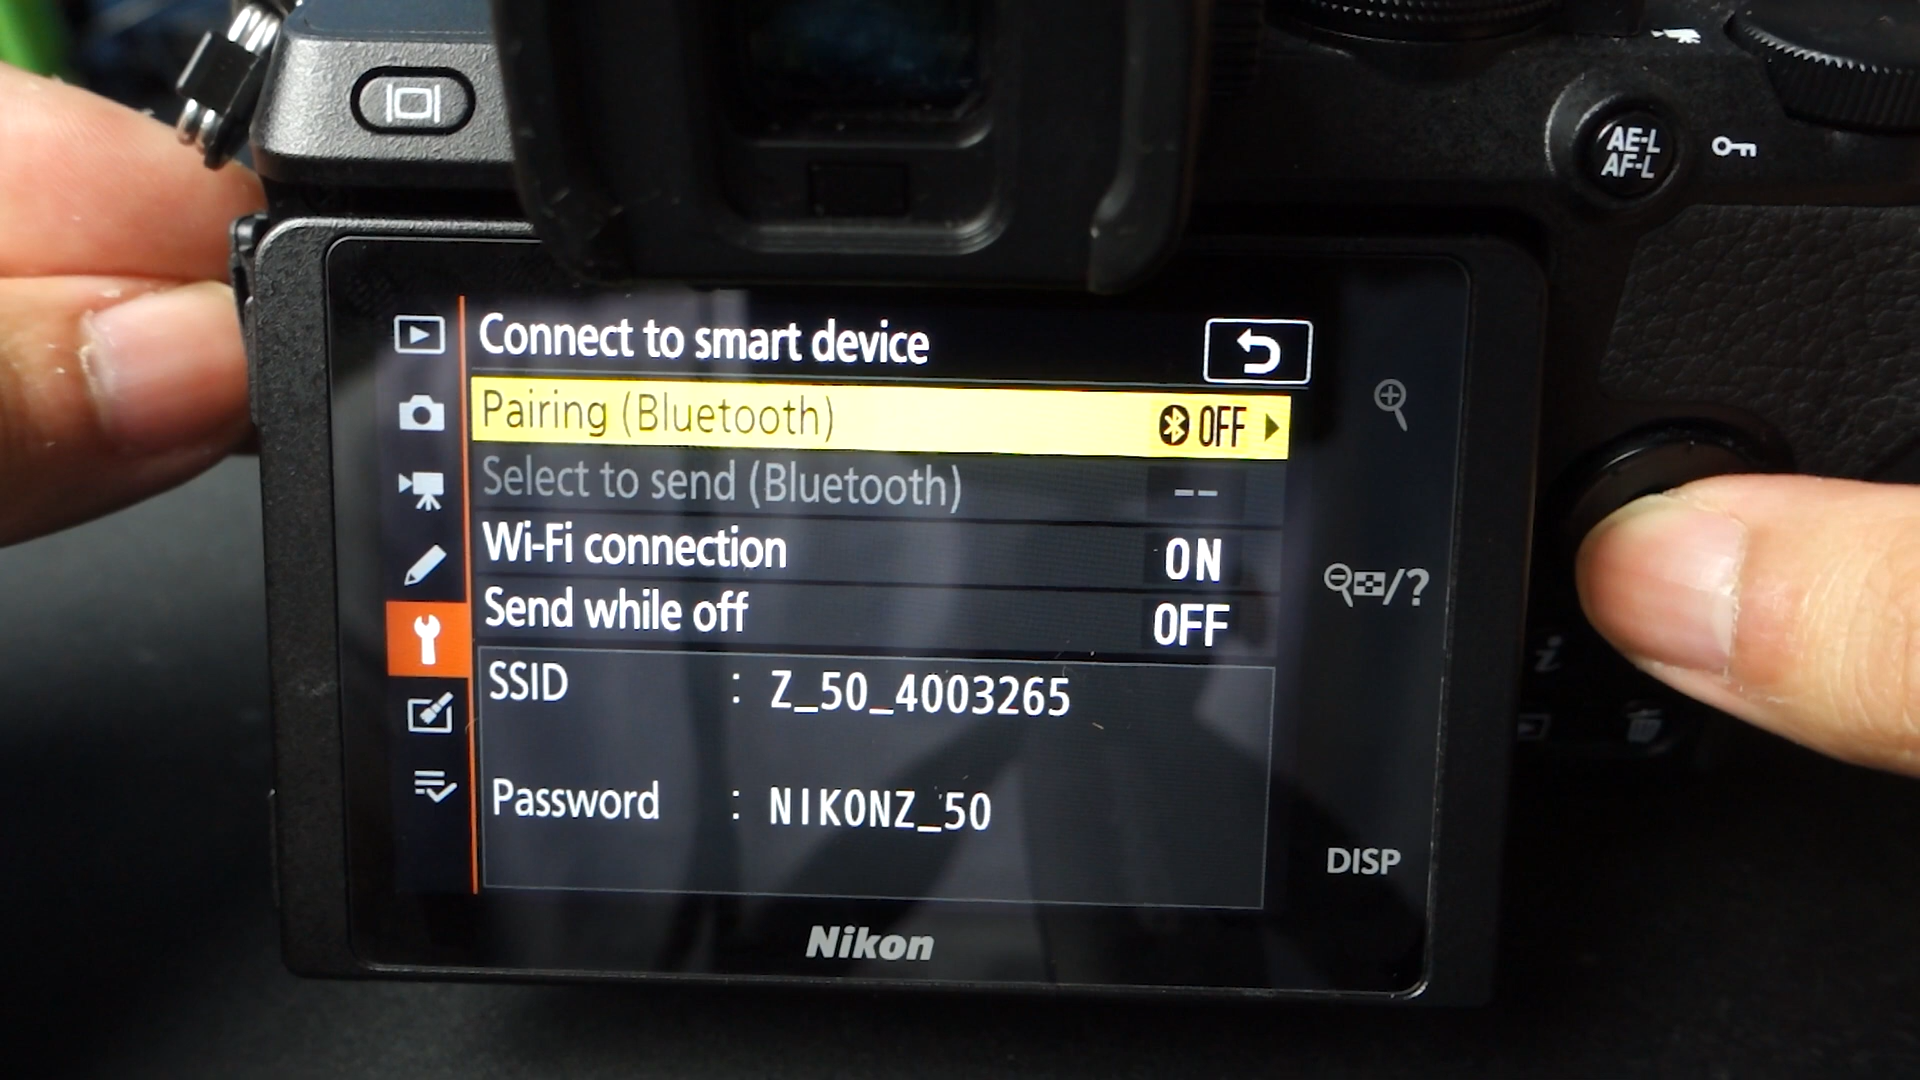 AE-L
AF-L
Connect to smart device
Pairing (Bluetooth) OFF
Select to send (Bluetooth) --
Wi-Fi connection ON
Send while off OFF
SSID : Z_50_4003265
Password : NIKONZ_50
/?
i
DISP
Nikon